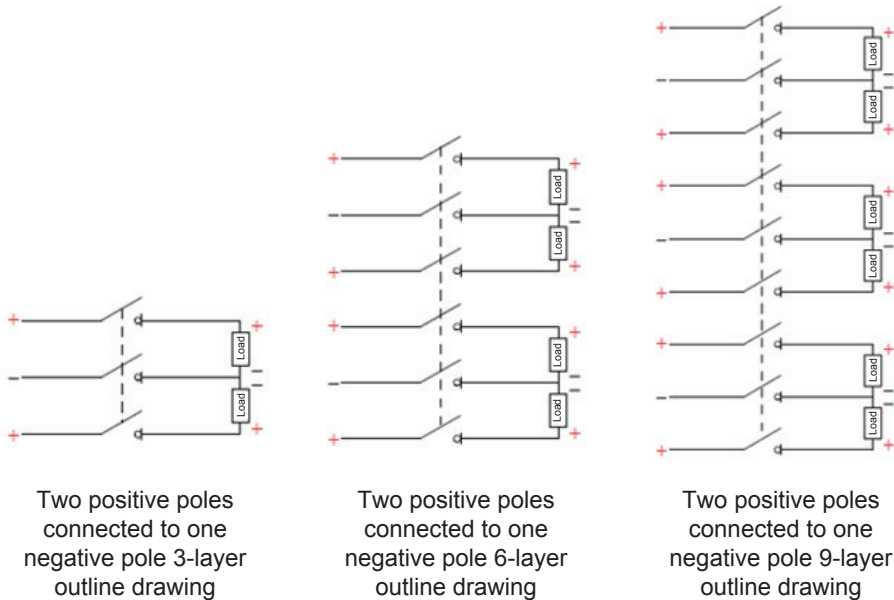 +
Load
+
–
–
–
Load
+
+
+
Load
+
–
–
–
Load
+
+
+
Load
+
–
–
–
Load
+
+
+
Load
+
–
–
–
Load
+
+
+
Load
+
–
–
–
Load
+
+
+
Load
+
–
–
–
Load
+
+
Two positive poles
connected to one
negative pole 3-layer
outline drawing
Two positive poles
connected to one
negative pole 6-layer
outline drawing
Two positive poles
connected to one
negative pole 9-layer
outline drawing